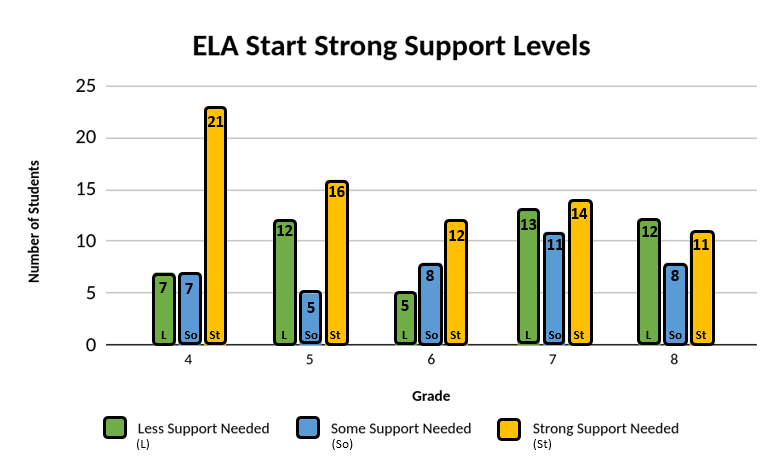 ELA Start Strong Support Levels
25
20
15
10
5
0
Number of Students
7 7 21
12 5 16
5 8 12
13 11 14
12 8 11
L So St L So St L So St L So St L So St
4 5 6 7 8
Grade
Less Support Needed Some Support Needed Strong Support Needed
(L) (So) (St)